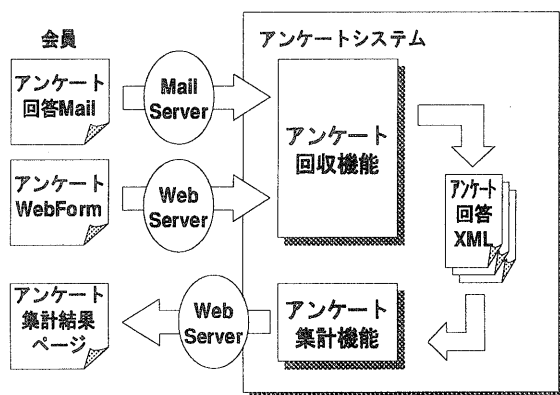 会員
アンケートシステム
アンケート
回答Mail
Mail
Server
アンケート
回収機能
アンケート
WebForm
Web
Server
アンケート
回答
XML
アンケート
集計結果
ページ
Web
Server
アンケート
集計機能